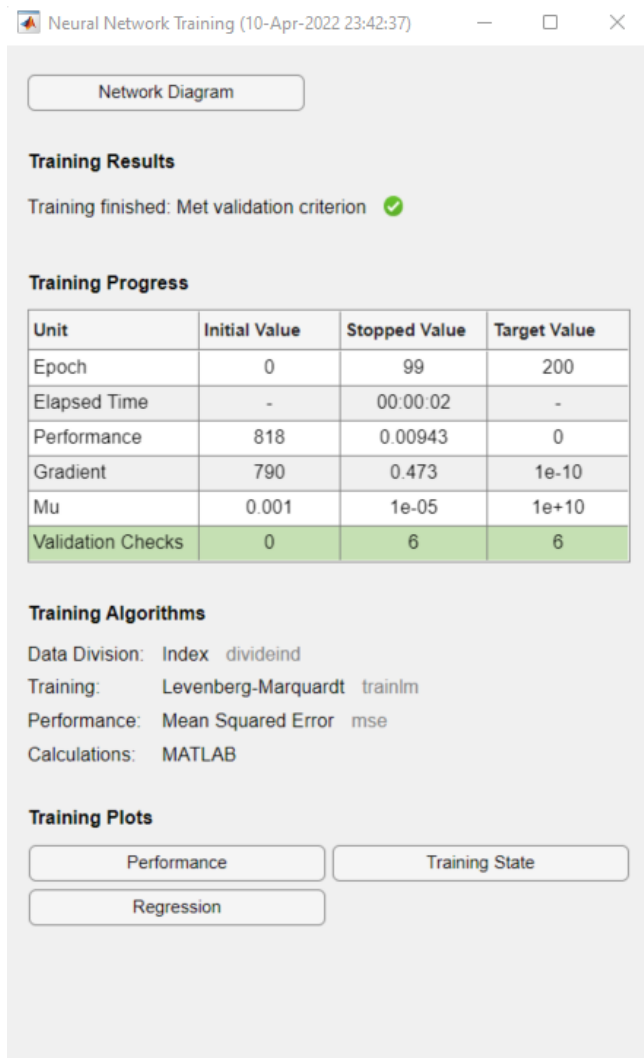 Neural Network Training (10-Apr-2022 23:42:37)
Network Diagram
Training Results
Training finished: Met validation criterion
Training Progress
Unit Initial Value Stopped Value Target Value
Epoch 0 99 200
Elapsed Time - 00:00:02 -
Performance 818 0.00943 0
Gradient 790 0.473 1e-10
Mu 0.001 1e-05 1e+10
Validation Checks 0 6 6
Training Algorithms
Data Division: Index divideind
Training: Levenberg-Marquardt trainlm
Performance: Mean Squared Error mse
Calculations: MATLAB
Training Plots
Performance Training State
Regression